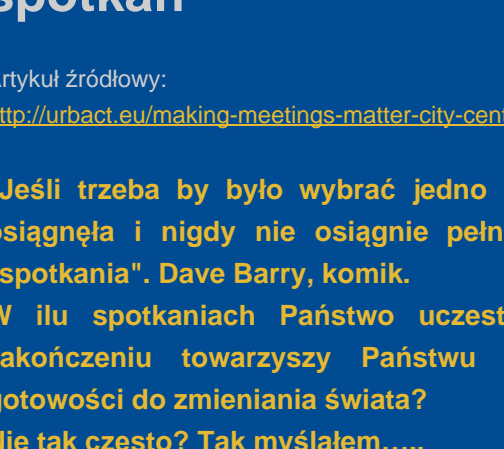 spotkań
Artykuł źródłowy:
http://urbact.eu/making-meetings-matter-city-cent
"Jeśli trzeba by było wybrać jedno
osiągnęła i nigdy nie osiągnie pełn
"spotkania". Dave Barry, komik.
W ilu spotkaniach Państwo uczest
zakończeniu towarzyszy Państwu
gotowości do zmieniania świata?
Nie tak często? Tak myślałem.....